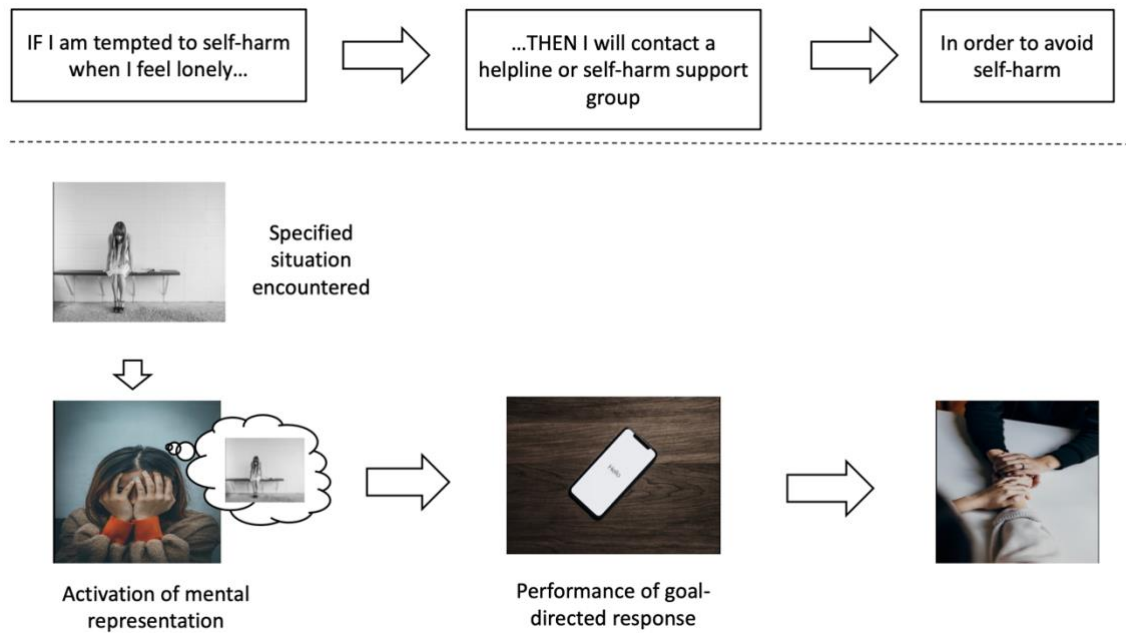 IF I am tempted to self-harm
when I feel lonely…
…THEN I will contact a
helpline or self-harm support
group
In order to avoid
self-harm
Specified
situation
encountered
Hello
Activation of mental
representation
Performance of goal-
directed response